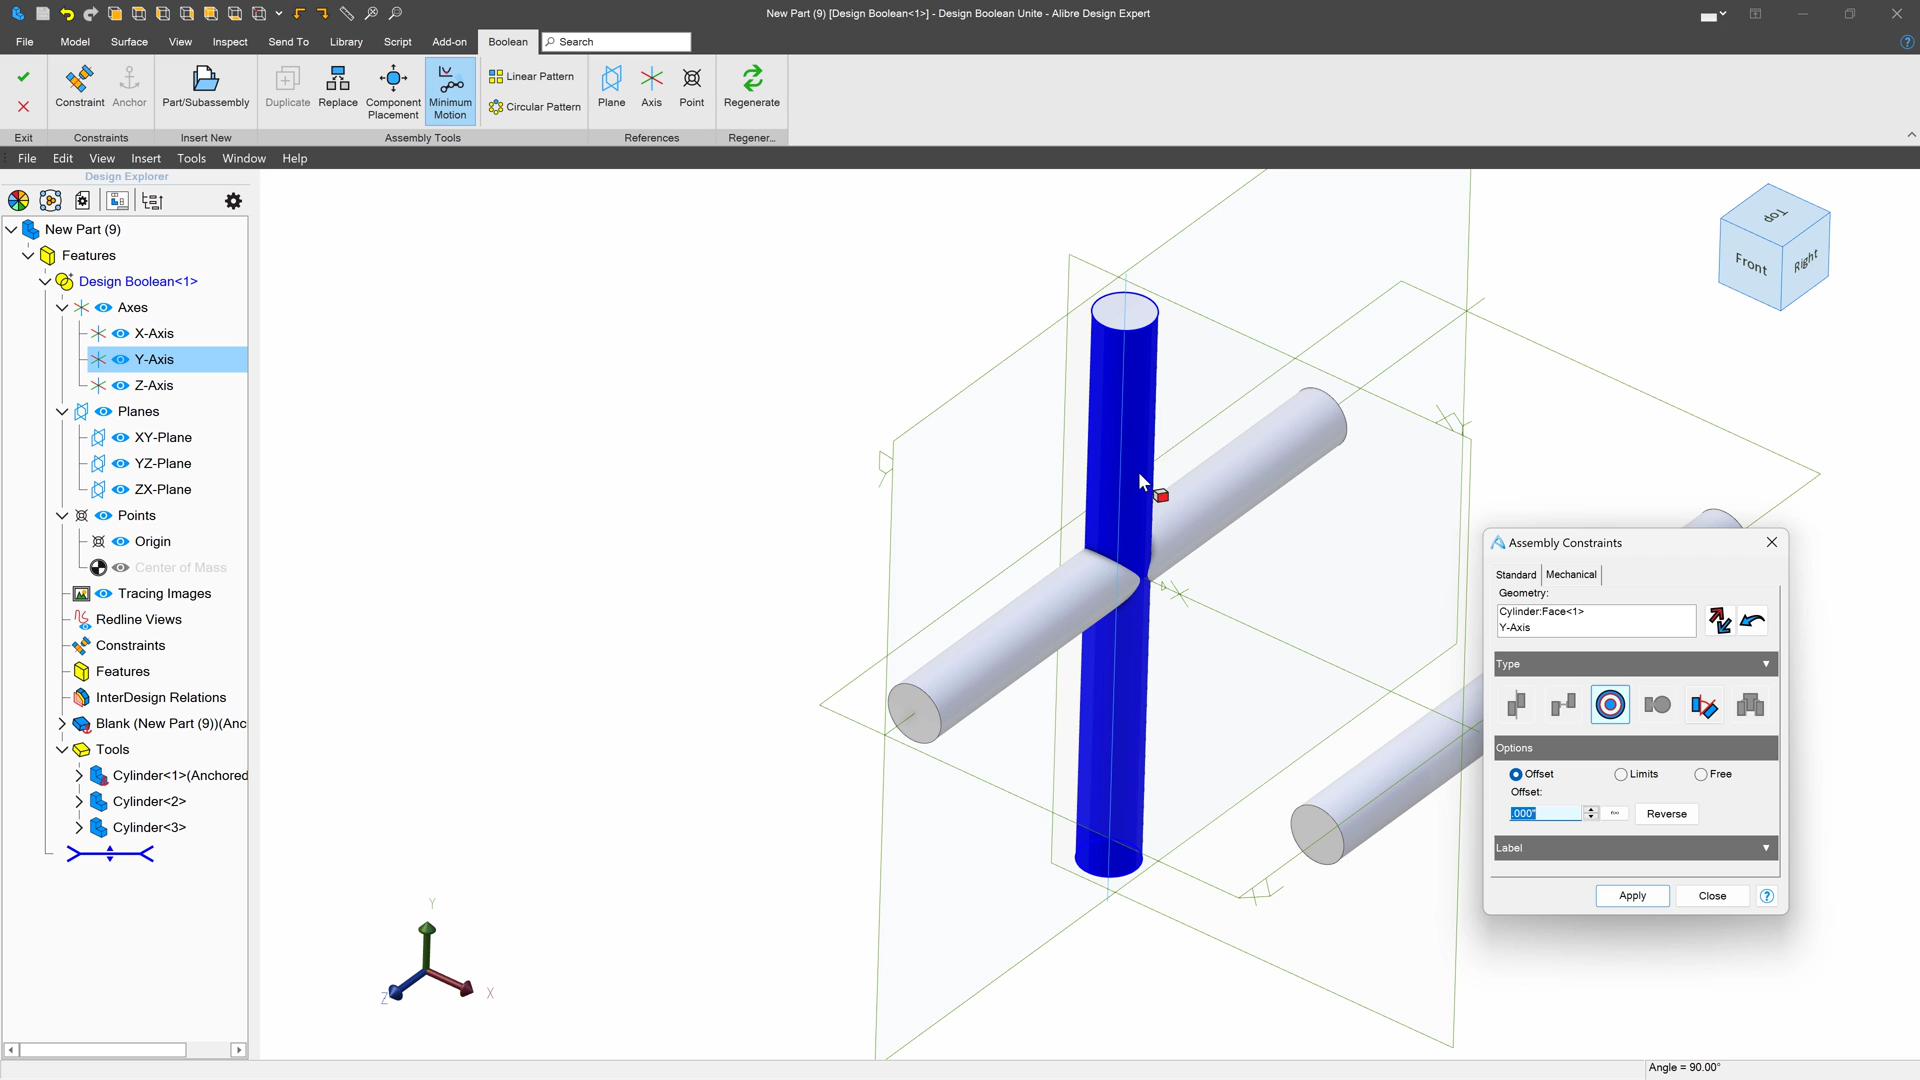 New Part (9) [Design Boolean<1>] - Design Boolean Unite - Alibre Design Expert
File Model Surface View Inspect Send To Library Script Add-on Boolean Search
Constraint Anchor Part/Subassembly Duplicate Replace Component Placement Minimum Motion Linear Pattern Circular Pattern Plane Axis Point Regenerate
Exit Constraints Insert New Assembly Tools References Regener...
File Edit View Insert Tools Window Help
Design Explorer
New Part (9)
Features
Design Boolean<1>
Axes
X-Axis
Y-Axis
Z-Axis
Planes
XY-Plane
YZ-Plane
ZX-Plane
Points
Origin
Center of Mass
Tracing Images
Redline Views
Constraints
Features
InterDesign Relations
Blank (New Part (9))(Anc
Tools
Cylinder<1>(Anchored
Cylinder<2>
Cylinder<3>
Top
Front Right
Y
Z X
Assembly Constraints
Standard Mechanical
Geometry:
Cylinder:Face<1>
Y-Axis
Type
Options
Offset Limits Free
Offset:
.000" Reverse
Label
Apply Close
Angle = 90.00°